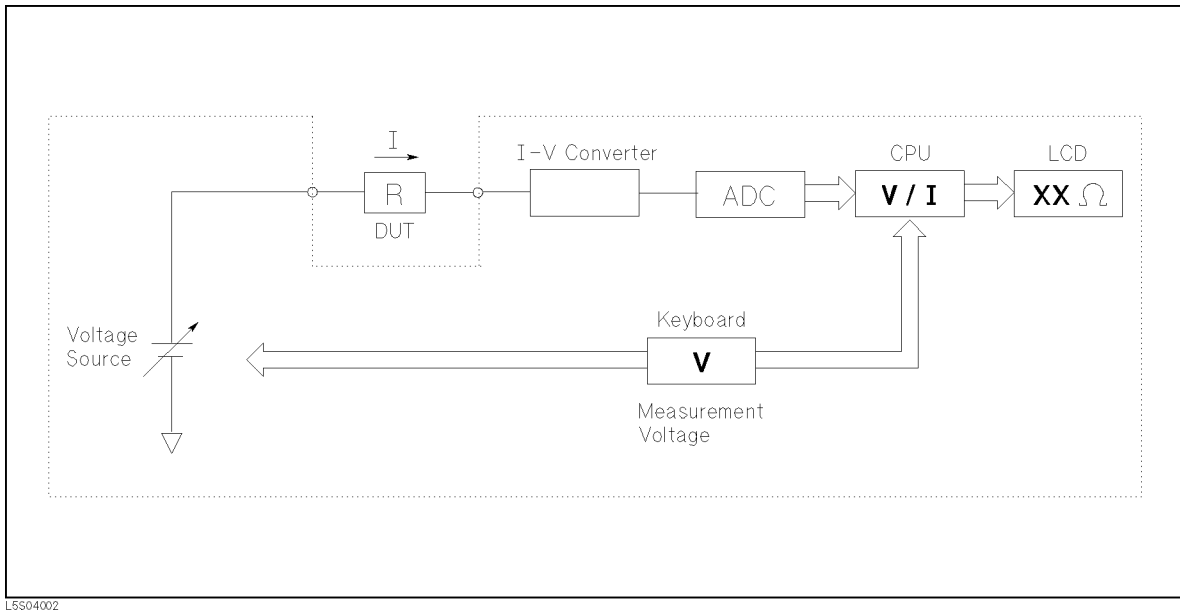 I
I-V Converter
CPU
LCD
R
ADC
V / I
XX Ω
DUT
Keyboard
Voltage
Source
V
Measurement
Voltage
L5S04002